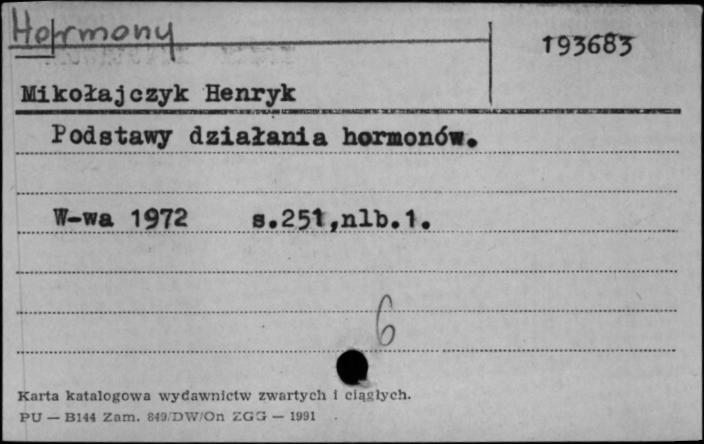 Hormony
193683
Mikołajczyk Henryk
Podstawy działania hormonów.
W-wa 1972 s.251,nlb.1.
6
Karta katalogowa wydawnictw zwartych i ciągłych.
PU — B144 Zam. 849/DW/On ZGG — 1991